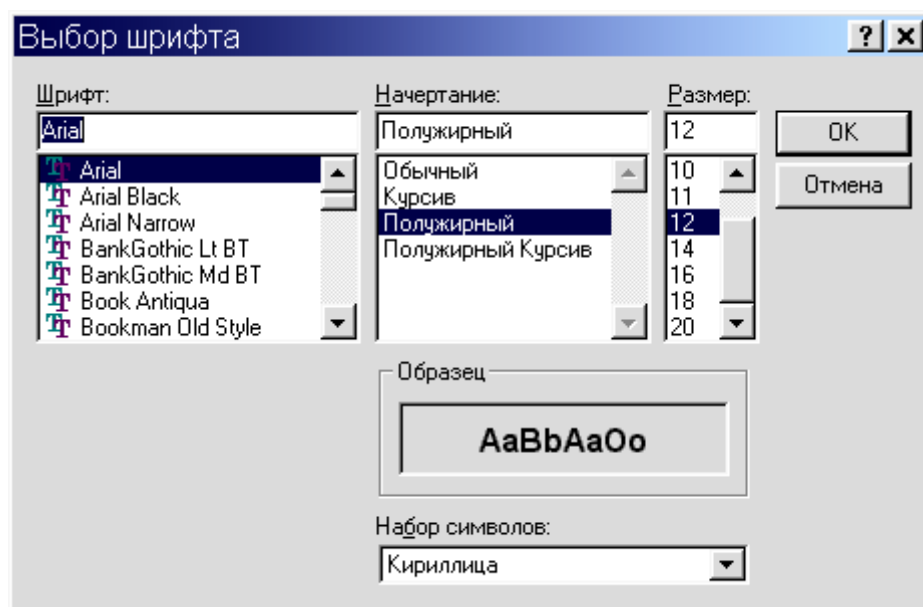 Выбор шрифта
Шрифт:
Arial
Arial
Arial Black
Arial Narrow
BankGothic Lt BT
BankGothic Md BT
Book Antiqua
Bookman Old Style
Начертание:
Полужирный
Обычный
Курсив
Полужирный
Полужирный Курсив
Размер:
12
10
11
12
14
16
18
20
OK
Отмена
Образец
AaBbAaOo
Набор символов:
Кириллица